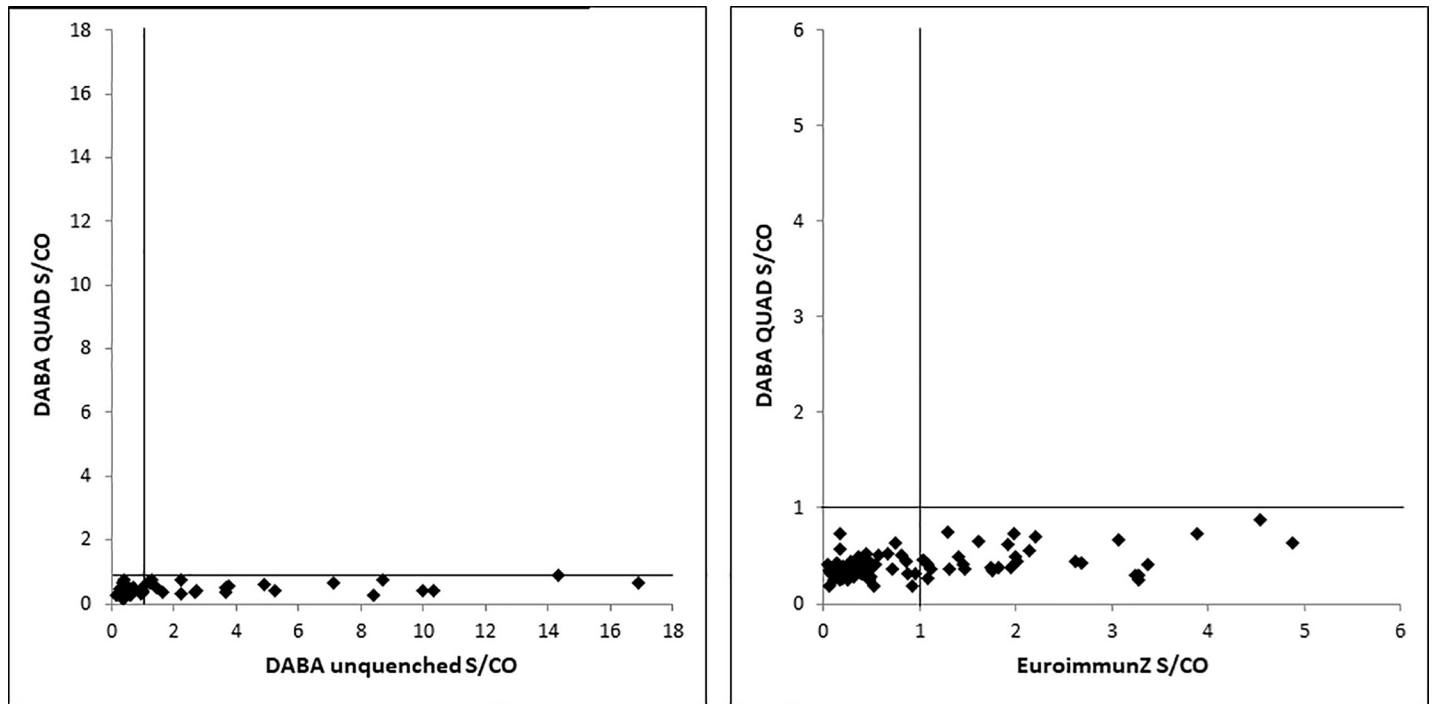 18
16
14
12
10
8
6
4
2
0
DABA QUAD S/CO
0 2 4 6 8 10 12 14 16 18
DABA unquenched S/CO
6
5
4
3
2
1
0
DABA QUAD S/CO
0 1 2 3 4 5 6
EuroimmunZ S/CO